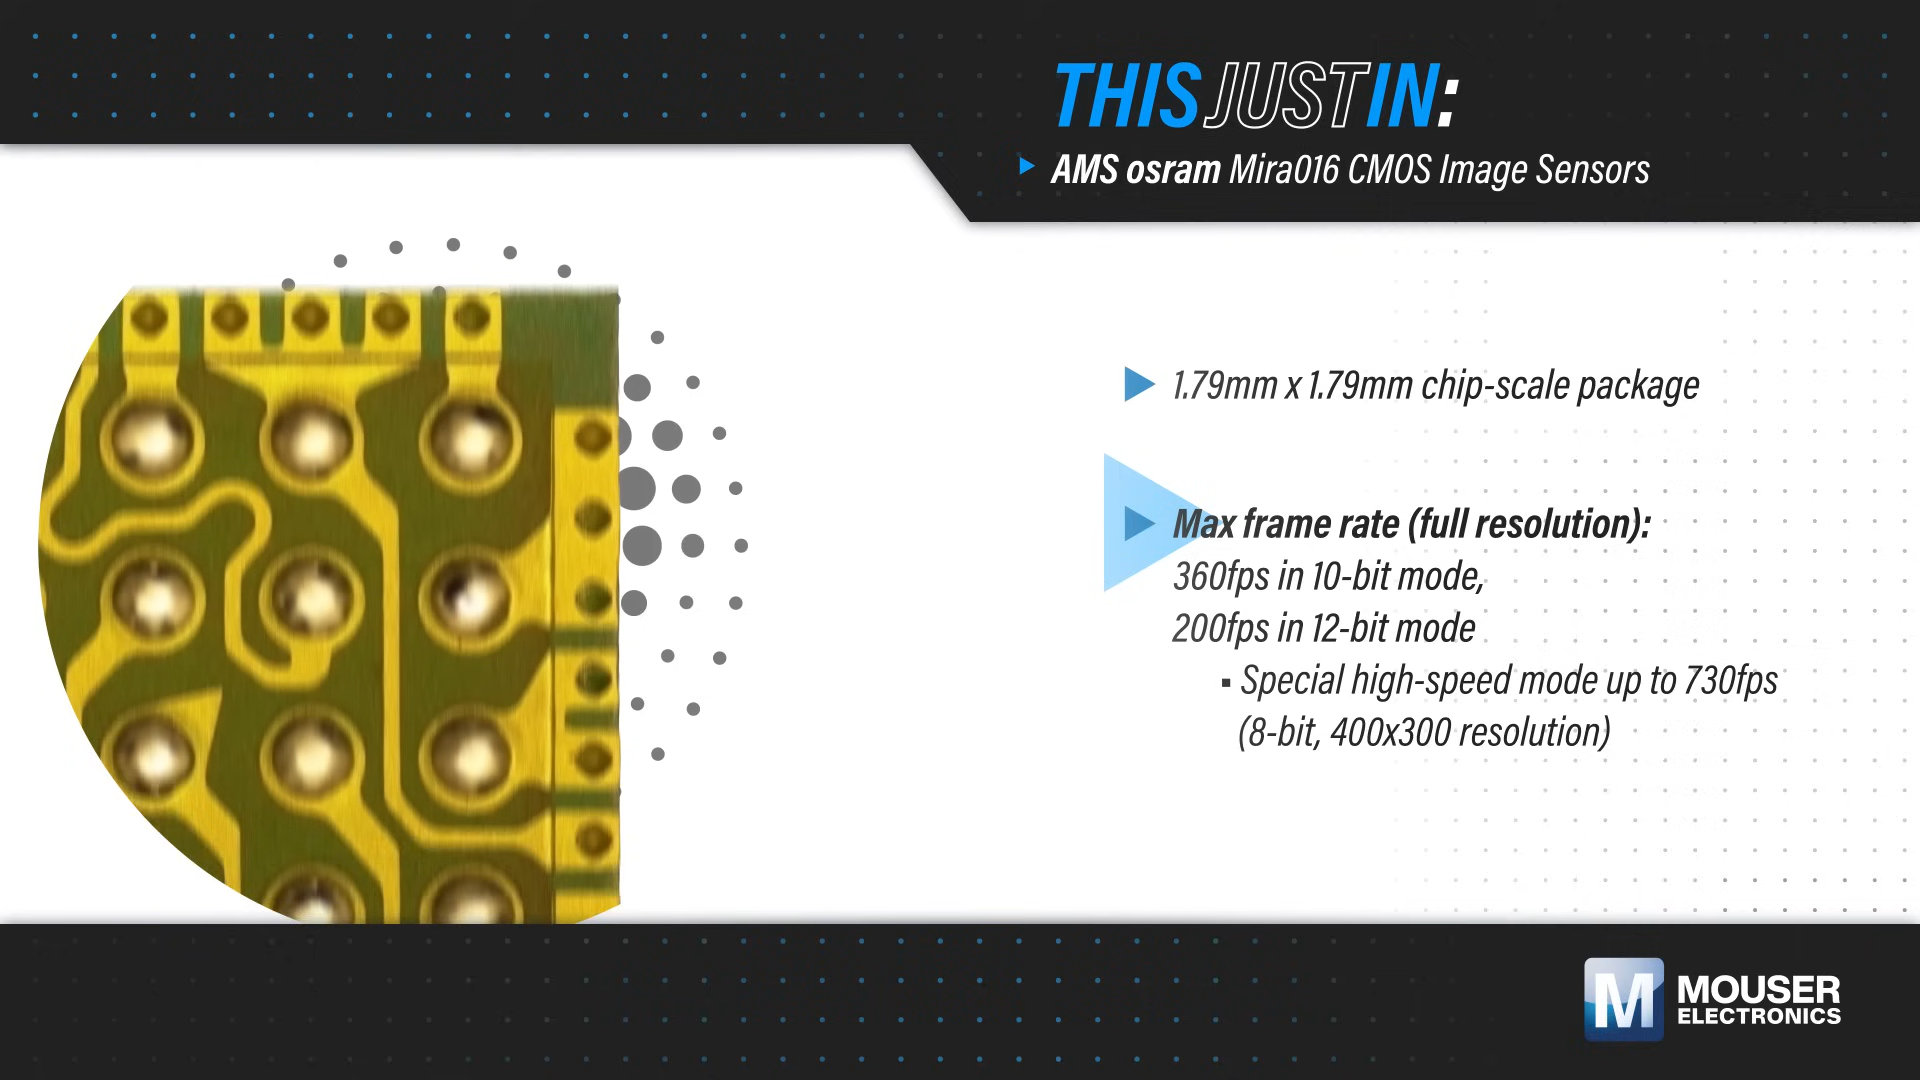 THIS JUST IN:
AMS osram Mira016 CMOS Image Sensors
1.79mm x 1.79mm chip-scale package
Max frame rate (full resolution):
360fps in 10-bit mode,
200fps in 12-bit mode
▪ Special high-speed mode up to 730fps
(8-bit, 400x300 resolution)
M
MOUSER
ELECTRONICS